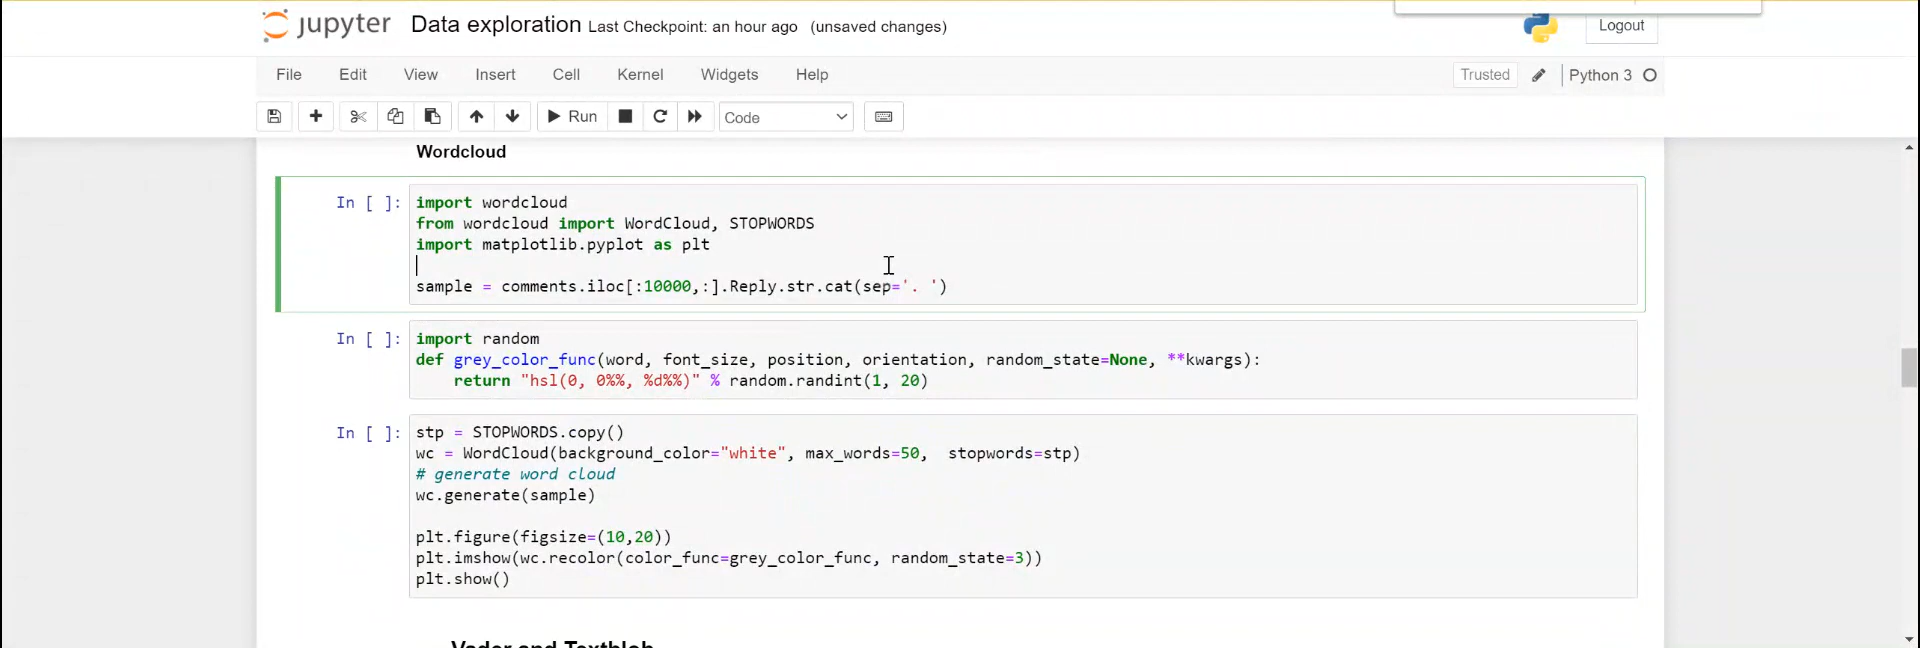 jupyter Data exploration Last Checkpoint: an hour ago (unsaved changes)
Logout
File Edit View Insert Cell Kernel Widgets Help
Trusted Python 3
Run Code
Wordcloud
In [ ]: import wordcloud
from wordcloud import WordCloud, STOPWORDS
import matplotlib.pyplot as plt
sample = comments.iloc[:10000,:].Reply.str.cat(sep='. ')
In [ ]: import random
def grey_color_func(word, font_size, position, orientation, random_state=None, **kwargs):
    return "hsl(0, 0%%, %d%%)" % random.randint(1, 20)
In [ ]: stp = STOPWORDS.copy()
wc = WordCloud(background_color="white", max_words=50,  stopwords=stp)
# generate word cloud
wc.generate(sample)
plt.figure(figsize=(10,20))
plt.imshow(wc.recolor(color_func=grey_color_func, random_state=3))
plt.show()
Vader and Textblob